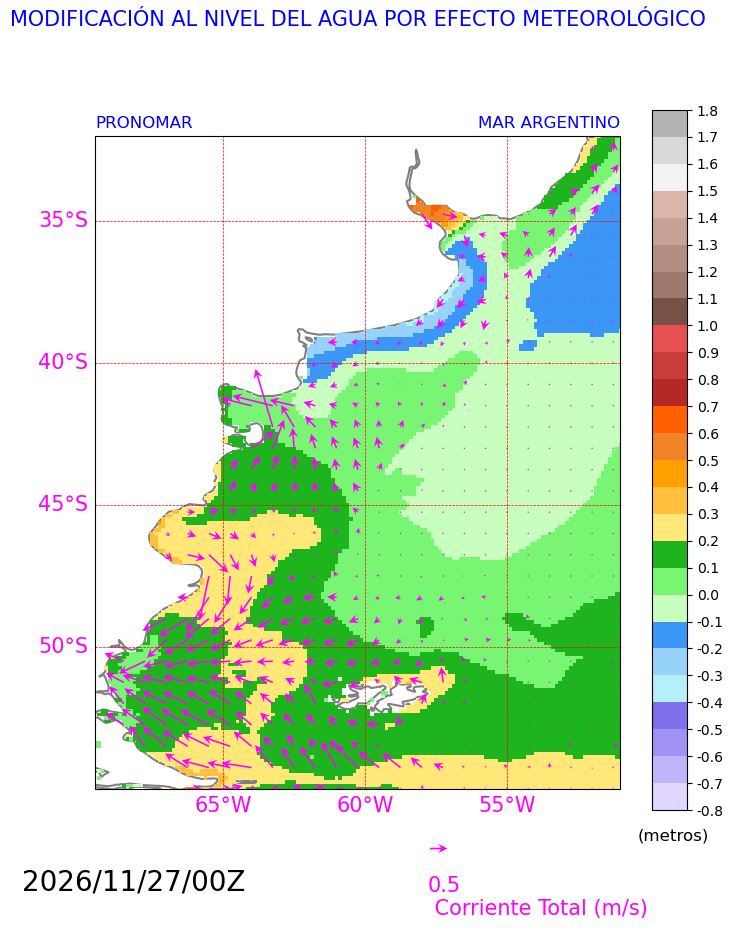 MODIFICACIÓN AL NIVEL DEL AGUA POR EFECTO METEOROLÓGICO
PRONOMAR
MAR ARGENTINO
35°S
40°S
45°S
50°S
65°W
60°W
55°W
1.8
1.7
1.6
1.5
1.4
1.3
1.2
1.1
1.0
0.9
0.8
0.7
0.6
0.5
0.4
0.3
0.2
0.1
0.0
-0.1
-0.2
-0.3
-0.4
-0.5
-0.6
-0.7
-0.8
(metros)
2026/11/27/00Z
0.5
Corriente Total (m/s)